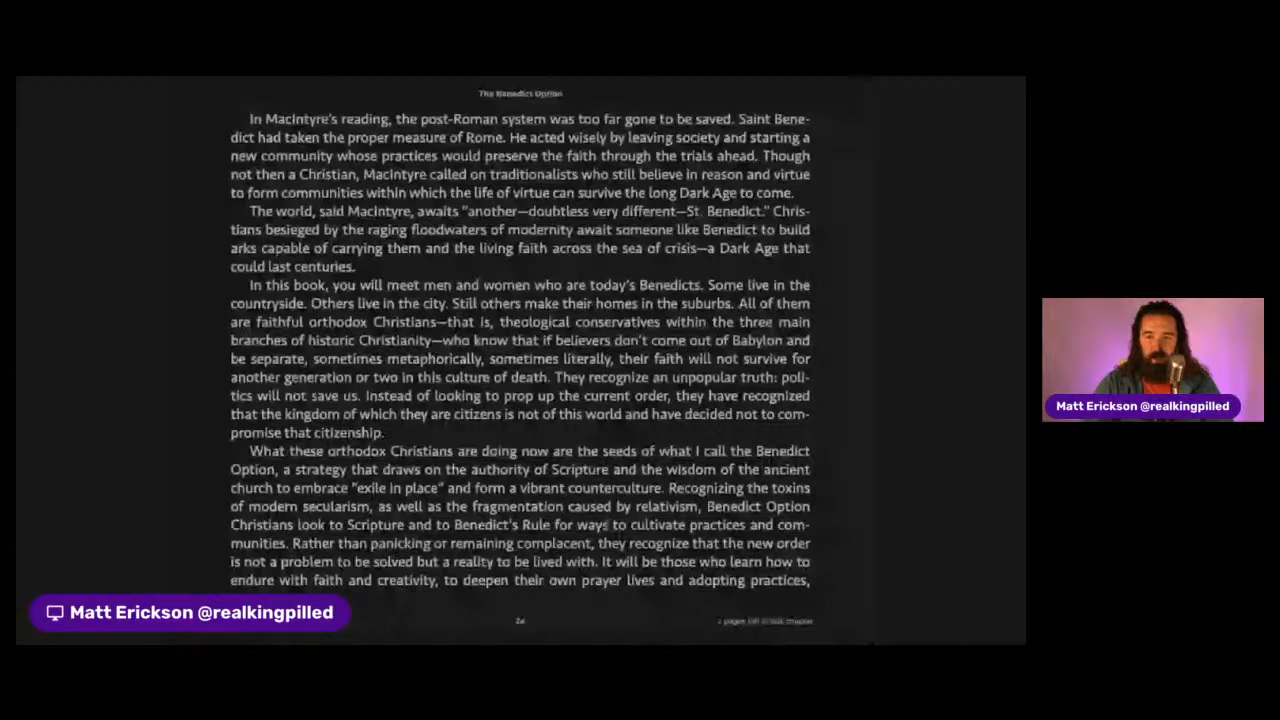 The Benedict Option
In MacIntyre's reading, the post-Roman system was too far gone to be saved. Saint Bene-
dict had taken the proper measure of Rome. He acted wisely by leaving society and starting a
new community whose practices would preserve the faith through the trials ahead. Though
not then a Christian, MacIntyre called on traditionalists who still believe in reason and virtue
to form communities within which the life of virtue can survive the long Dark Age to come.
The world, said MacIntyre, awaits "another—doubtless very different—St. Benedict." Chris-
tians besieged by the raging floodwaters of modernity await someone like Benedict to build
arks capable of carrying them and the living faith across the sea of crisis—a Dark Age that
could last centuries.
In this book, you will meet men and women who are today's Benedicts. Some live in the
countryside. Others live in the city. Still others make their homes in the suburbs. All of them
are faithful orthodox Christians—that is, theological conservatives within the three main
branches of historic Christianity—who know that if believers don't come out of Babylon and
be separate, sometimes metaphorically, sometimes literally, their faith will not survive for
another generation or two in this culture of death. They recognize an unpopular truth: poli-
tics will not save us. Instead of looking to prop up the current order, they have recognized
that the kingdom of which they are citizens is not of this world and have decided not to com-
promise that citizenship.
What these orthodox Christians are doing now are the seeds of what I call the Benedict
Option, a strategy that draws on the authority of Scripture and the wisdom of the ancient
church to embrace "exile in place" and form a vibrant counterculture. Recognizing the toxins
of modern secularism, as well as the fragmentation caused by relativism, Benedict Option
Christians look to Scripture and to Benedict's Rule for ways to cultivate practices and com-
munities. Rather than panicking or remaining complacent, they recognize that the new order
is not a problem to be solved but a reality to be lived with. It will be those who learn how to
endure with faith and creativity, to deepen their own prayer lives and adopting practices,
pages left in this chapter
Matt Erickson @realkingpilled
Matt Erickson @realkingpilled